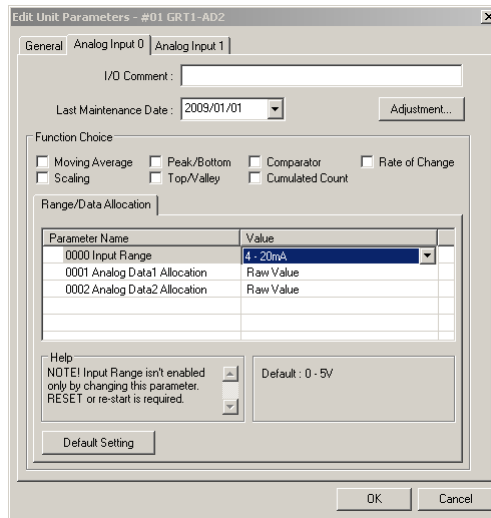 Edit Unit Parameters - #01 GRT1-AD2
General Analog Input 0 Analog Input 1
I/O Comment :
Last Maintenance Date : 2009/01/01 Adjustment...
Function Choice
Moving Average Peak/Bottom Comparator Rate of Change
Scaling Top/Valley Cumulated Count
Range/Data Allocation
Parameter Name Value
0000 Input Range 4 - 20mA
0001 Analog Data1 Allocation Raw Value
0002 Analog Data2 Allocation Raw Value
Help
NOTE! Input Range isn't enabled
only by changing this parameter.
RESET or re-start is required.
Default : 0 - 5V
Default Setting
OK Cancel